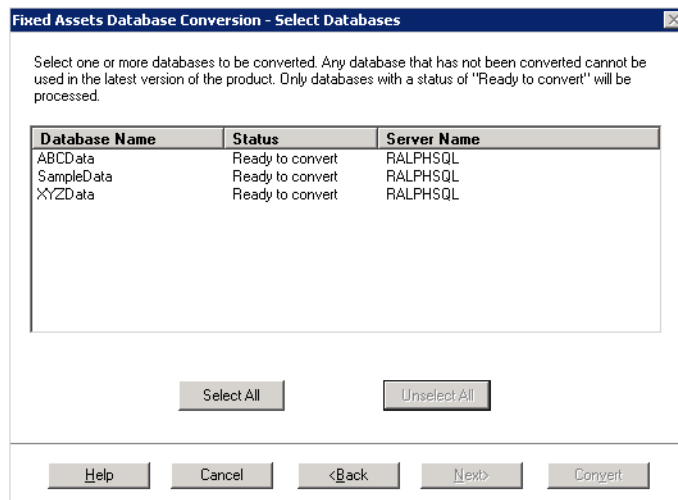 Fixed Assets Database Conversion - Select Databases
Select one or more databases to be converted. Any database that has not been converted cannot be
used in the latest version of the product. Only databases with a status of "Ready to convert" will be
processed.
Database Name Status Server Name
ABCData Ready to convert RALPHSQL
SampleData Ready to convert RALPHSQL
XYZData Ready to convert RALPHSQL
Select All Unselect All
Help Cancel <Back Next> Convert